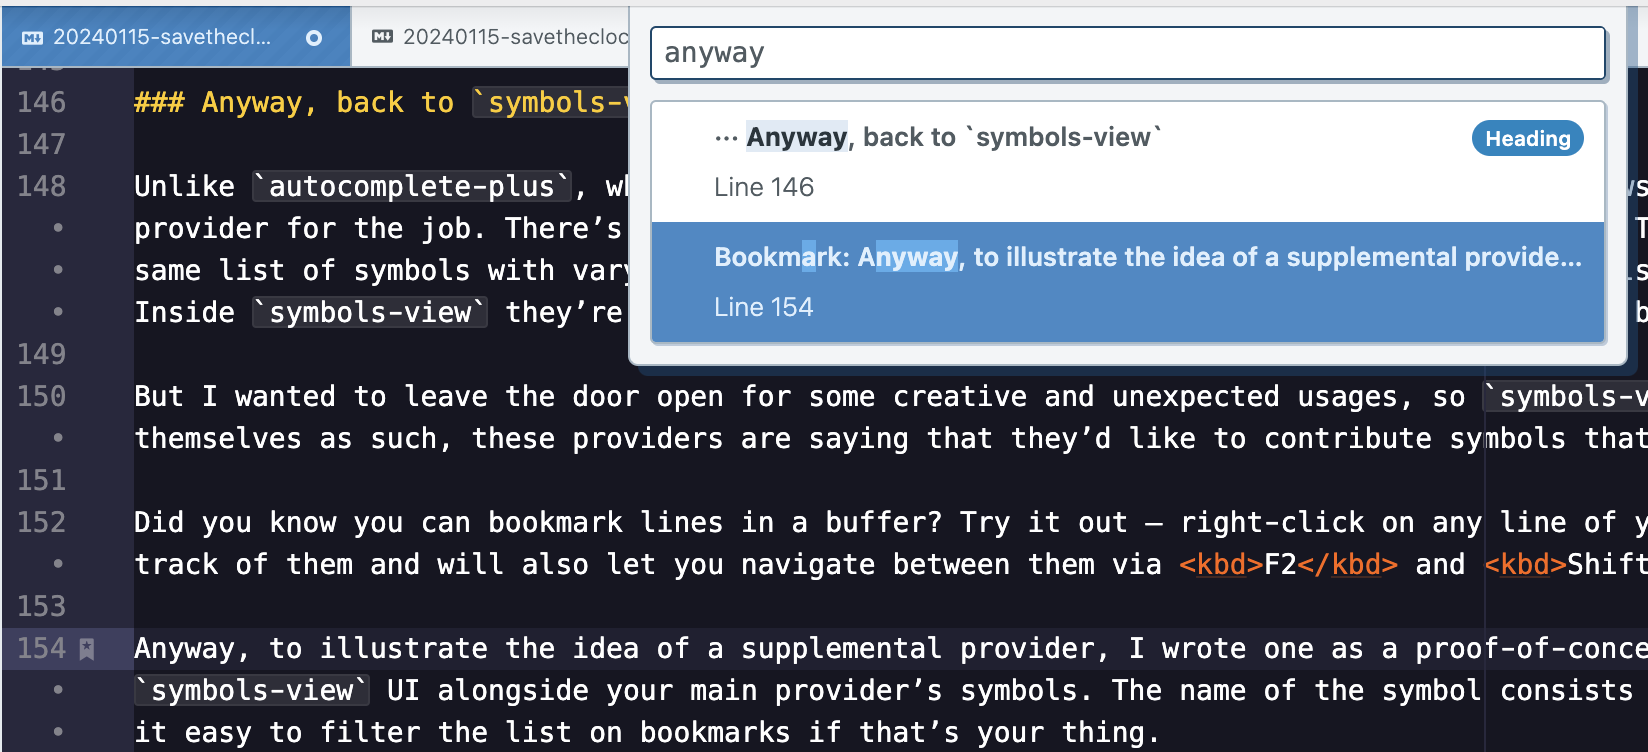 20240115-savethecl...
20240115-savethecloc
anyway
··· Anyway, back to `symbols-view`
Heading
Line 146
Bookmark: Anyway, to illustrate the idea of a supplemental provide...
Line 154
146 ### Anyway, back to `symbols-
147
148 Unlike `autocomplete-plus`,
• provider for the job. There’s
• same list of symbols with vary
• Inside `symbols-view` they’re
149
150 But I wanted to leave the door open for some creative and unexpected usages, so `symbols-v
• themselves as such, these providers are saying that they’d like to contribute symbols that
151
152 Did you know you can bookmark lines in a buffer? Try it out — right-click on any line of y
• track of them and will also let you navigate between them via <kbd>F2</kbd> and <kbd>Shift
153
154 Anyway, to illustrate the idea of a supplemental provider, I wrote one as a proof-of-conce
• `symbols-view` UI alongside your main provider’s symbols. The name of the symbol consists
• it easy to filter the list on bookmarks if that’s your thing.